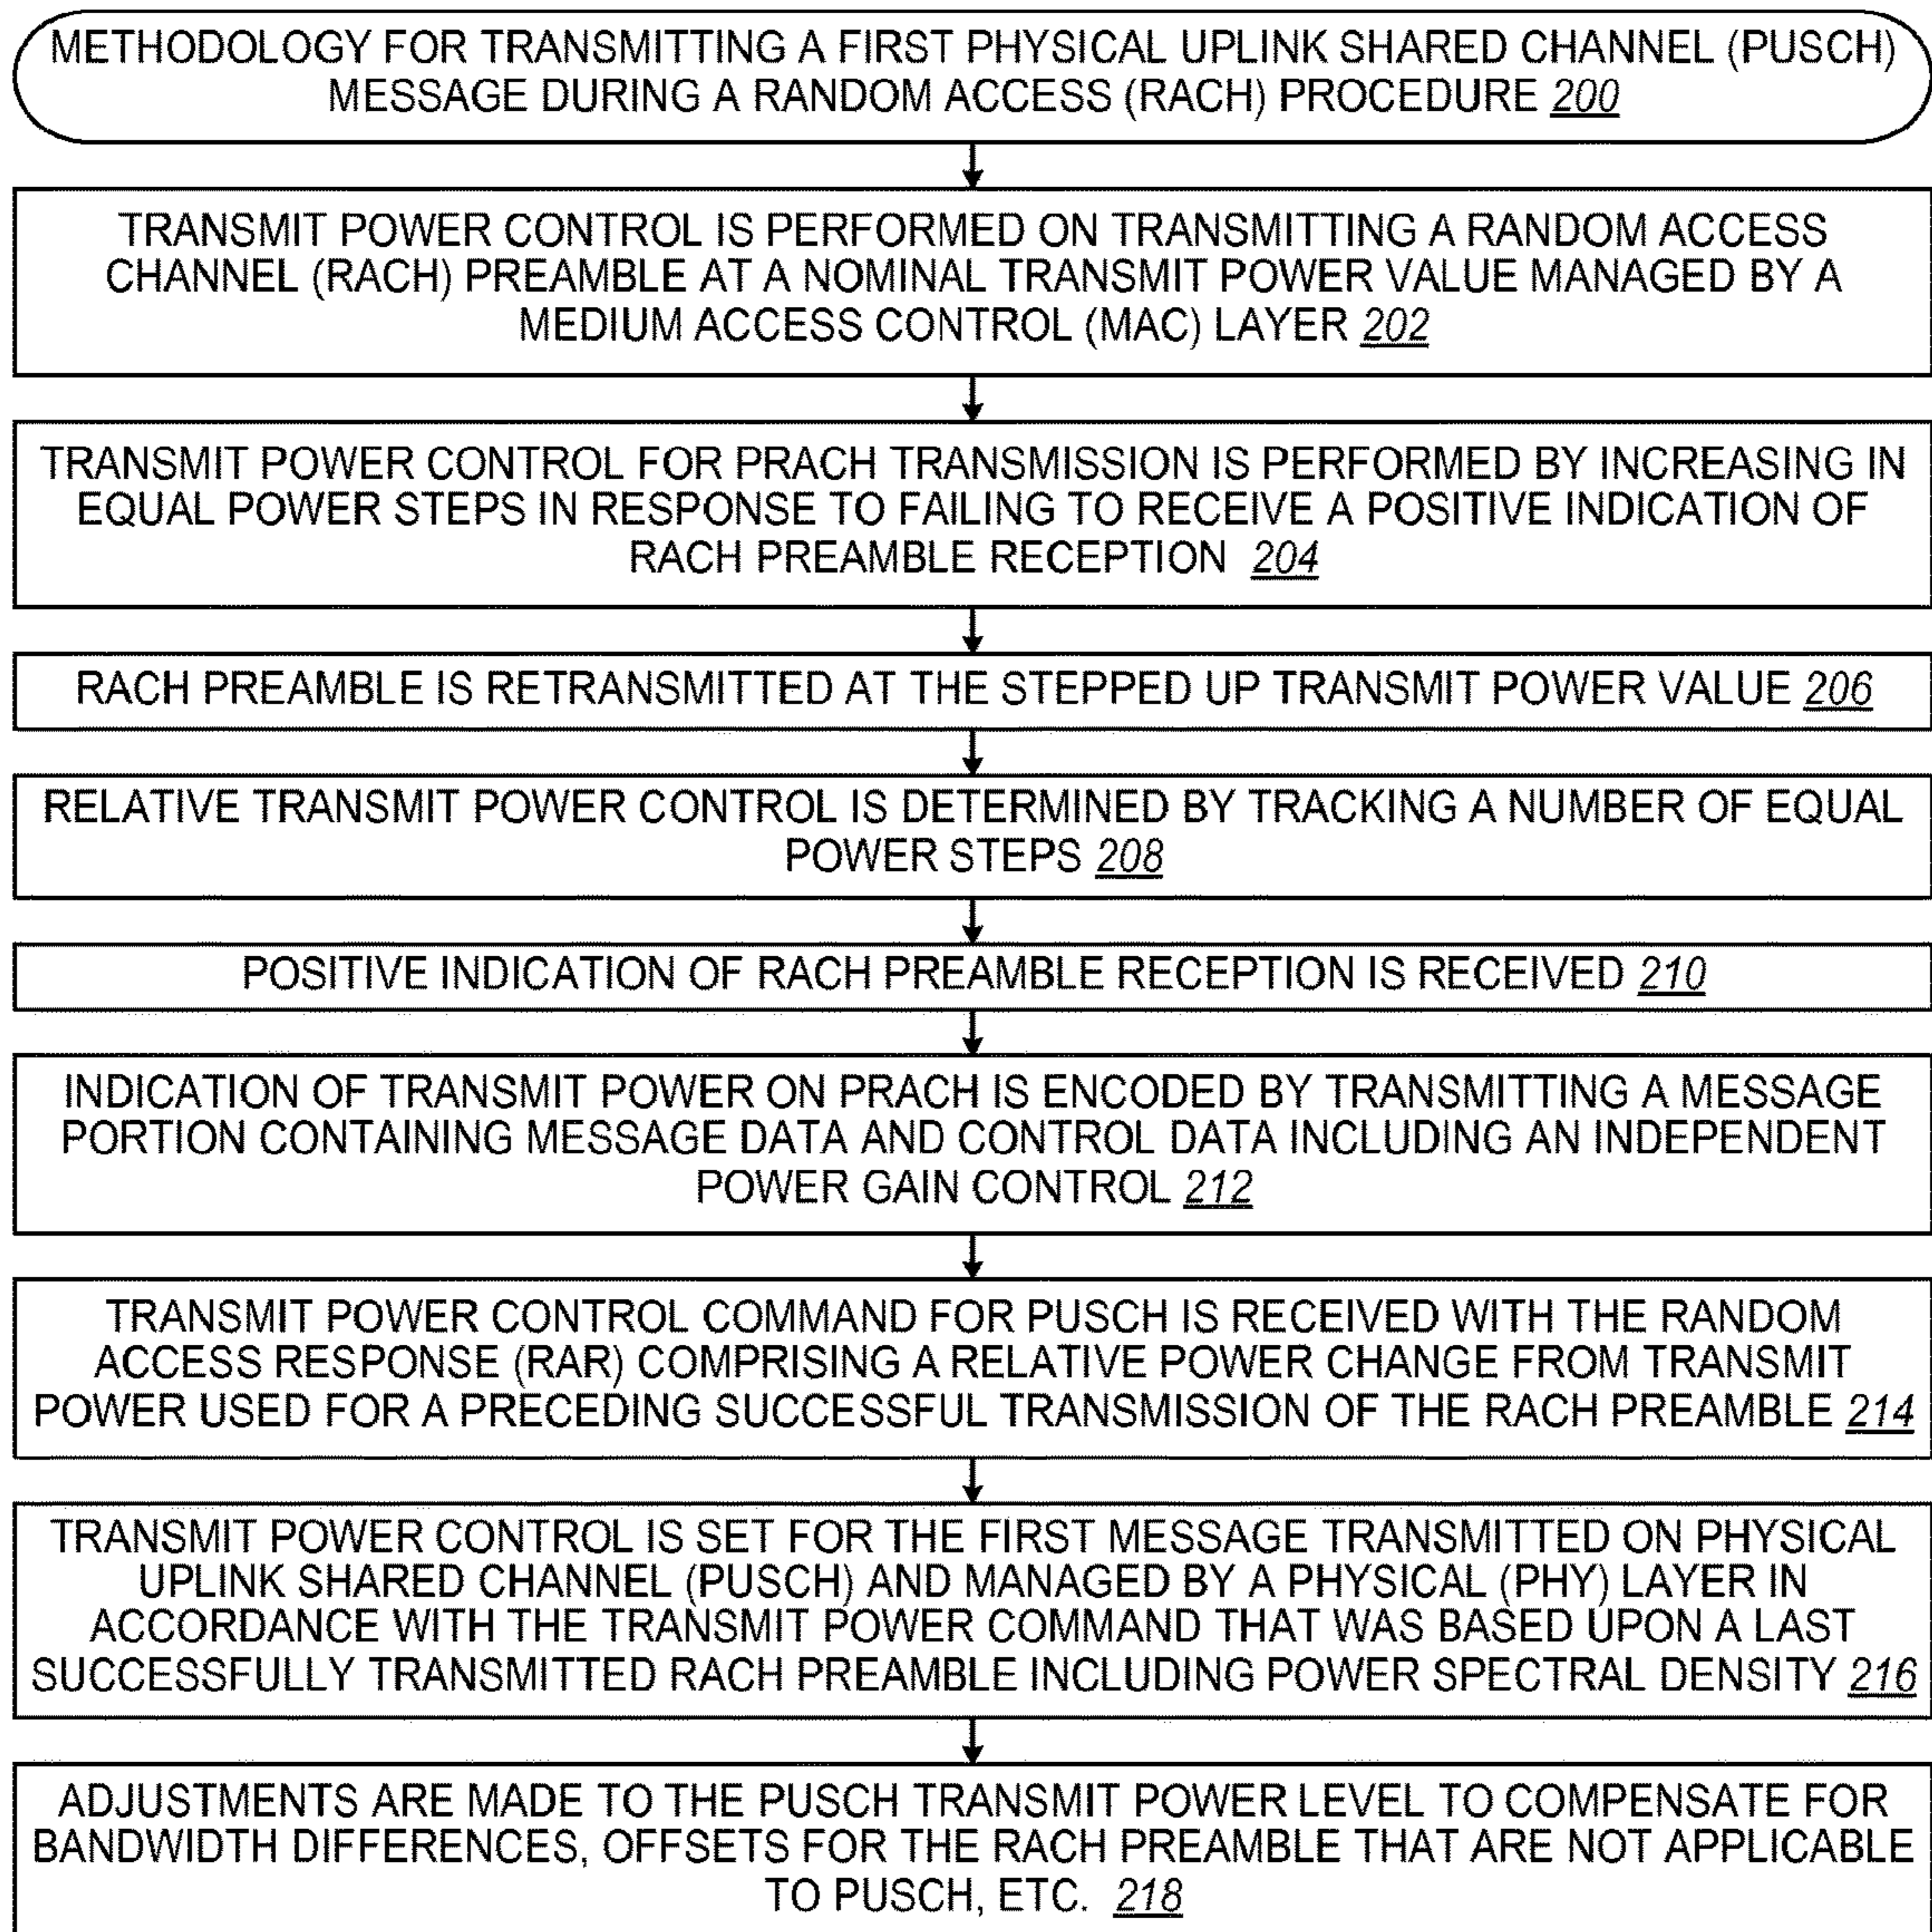 METHODOLOGY FOR TRANSMITTING A FIRST PHYSICAL UPLINK SHARED CHANNEL (PUSCH)
MESSAGE DURING A RANDOM ACCESS (RACH) PROCEDURE 200
TRANSMIT POWER CONTROL IS PERFORMED ON TRANSMITTING A RANDOM ACCESS
CHANNEL (RACH) PREAMBLE AT A NOMINAL TRANSMIT POWER VALUE MANAGED BY A
MEDIUM ACCESS CONTROL (MAC) LAYER 202
TRANSMIT POWER CONTROL FOR PRACH TRANSMISSION IS PERFORMED BY INCREASING IN
EQUAL POWER STEPS IN RESPONSE TO FAILING TO RECEIVE A POSITIVE INDICATION OF
RACH PREAMBLE RECEPTION 204
RACH PREAMBLE IS RETRANSMITTED AT THE STEPPED UP TRANSMIT POWER VALUE 206
RELATIVE TRANSMIT POWER CONTROL IS DETERMINED BY TRACKING A NUMBER OF EQUAL
POWER STEPS 208
POSITIVE INDICATION OF RACH PREAMBLE RECEPTION IS RECEIVED 210
INDICATION OF TRANSMIT POWER ON PRACH IS ENCODED BY TRANSMITTING A MESSAGE
PORTION CONTAINING MESSAGE DATA AND CONTROL DATA INCLUDING AN INDEPENDENT
POWER GAIN CONTROL 212
TRANSMIT POWER CONTROL COMMAND FOR PUSCH IS RECEIVED WITH THE RANDOM
ACCESS RESPONSE (RAR) COMPRISING A RELATIVE POWER CHANGE FROM TRANSMIT
POWER USED FOR A PRECEDING SUCCESSFUL TRANSMISSION OF THE RACH PREAMBLE 214
TRANSMIT POWER CONTROL IS SET FOR THE FIRST MESSAGE TRANSMITTED ON PHYSICAL
UPLINK SHARED CHANNEL (PUSCH) AND MANAGED BY A PHYSICAL (PHY) LAYER IN
ACCORDANCE WITH THE TRANSMIT POWER COMMAND THAT WAS BASED UPON A LAST
SUCCESSFULLY TRANSMITTED RACH PREAMBLE INCLUDING POWER SPECTRAL DENSITY 216
ADJUSTMENTS ARE MADE TO THE PUSCH TRANSMIT POWER LEVEL TO COMPENSATE FOR
BANDWIDTH DIFFERENCES, OFFSETS FOR THE RACH PREAMBLE THAT ARE NOT APPLICABLE
TO PUSCH, ETC. 218